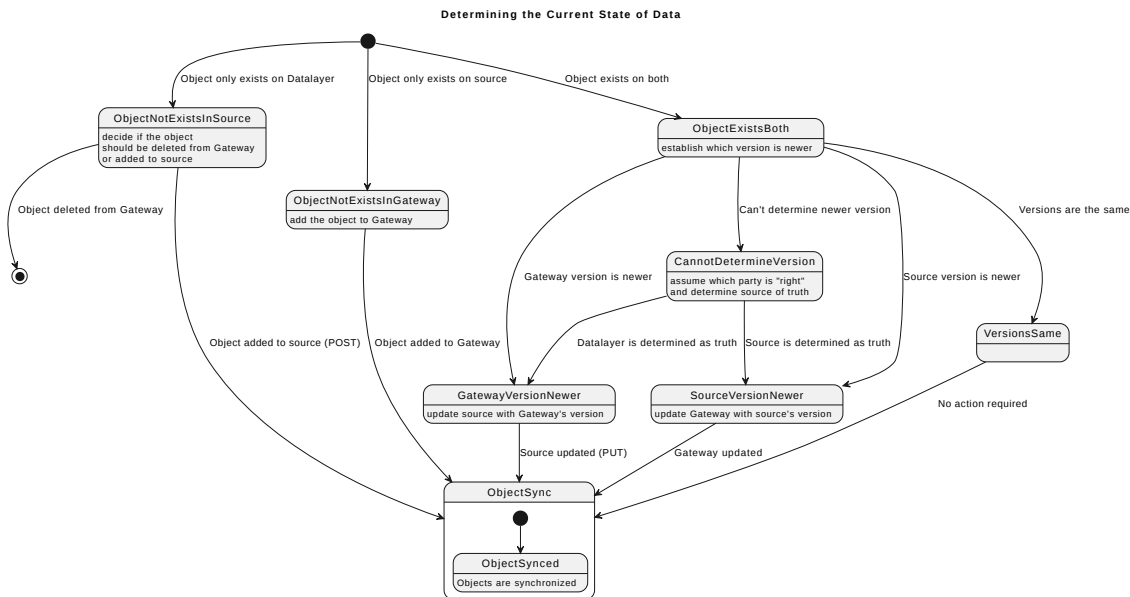 Determining the Current State of Data
Object only exists on Datalayer
Object only exists on source
Object exists on both
ObjectNotExistsInSource
decide if the object
should be deleted from Gateway
or added to source
ObjectExistsBoth
establish which version is newer
ObjectNotExistsInGateway
add the object to Gateway
Object deleted from Gateway
Can't determine newer version
Versions are the same
CannotDetermineVersion
assume which party is "right"
and determine source of truth
Gateway version is newer
Source version is newer
VersionsSame
Object added to source (POST)
Object added to Gateway
Datalayer is determined as truth
Source is determined as truth
GatewayVersionNewer
update source with Gateway's version
SourceVersionNewer
update Gateway with source's version
No action required
Source updated (PUT)
Gateway updated
ObjectSync
ObjectSynced
Objects are synchronized